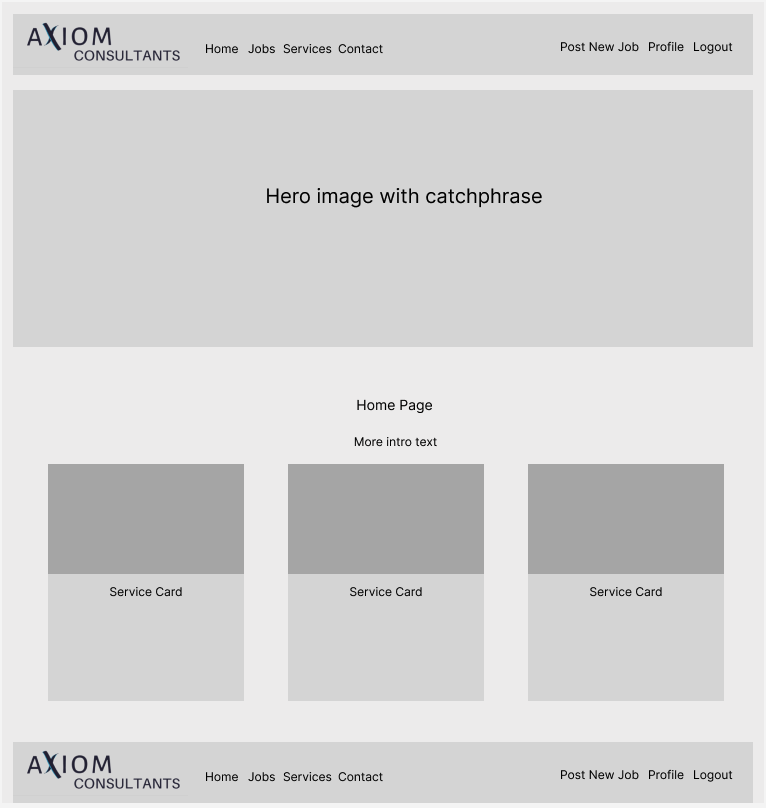 AXIOM
CONSULTANTS
Home Jobs Services Contact
Post New Job Profile Logout
Hero image with catchphrase
Home Page
More intro text
Service Card
Service Card
Service Card
AXIOM
CONSULTANTS
Home Jobs Services Contact
Post New Job Profile Logout